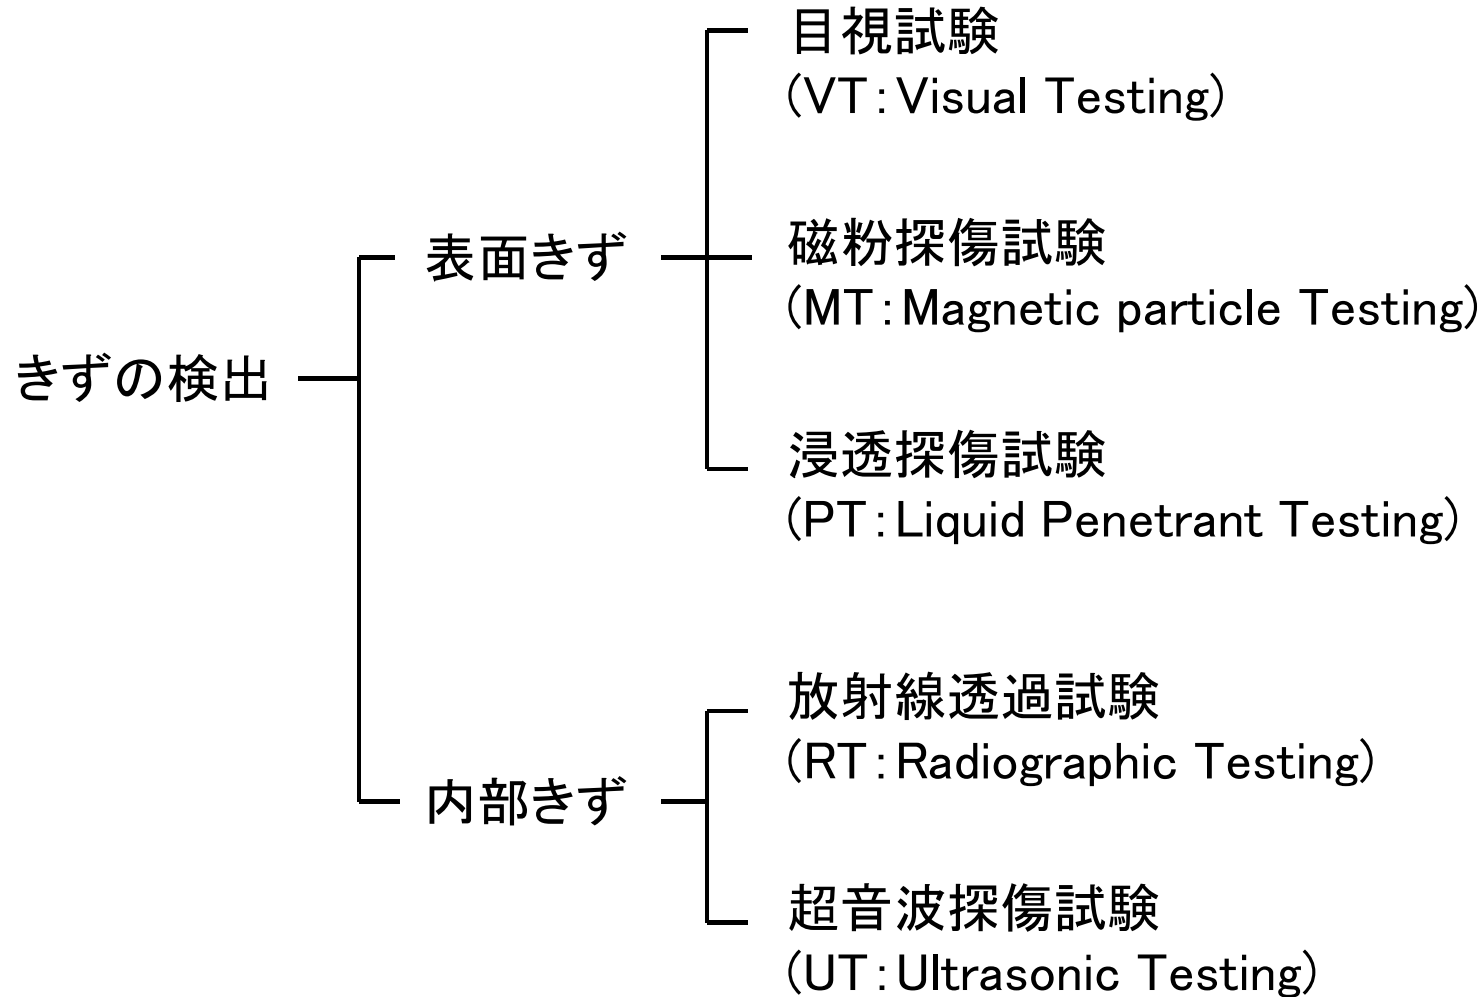 きずの検出
表面きず
目視試験
(VT:Visual Testing)
磁粉探傷試験
(MT:Magnetic particle Testing)
浸透探傷試験
(PT:Liquid Penetrant Testing)
内部きず
放射線透過試験
(RT:Radiographic Testing)
超音波探傷試験
(UT:Ultrasonic Testing)